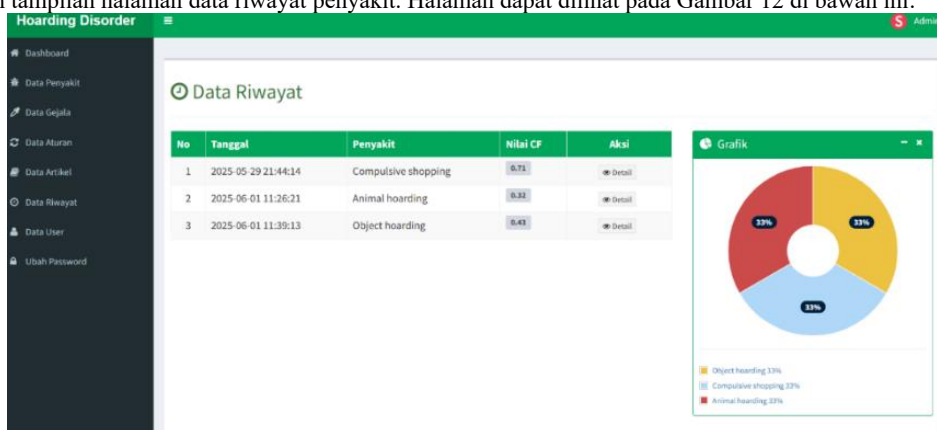 tampilan halaman data riwayat penyakit. Halaman dapat dilihat pada Gambar 12 di bawah ini.
Hoarding Disorder
S Admin
Dashboard
Data Penyakit
Data Gejala
Data Aturan
Data Artikel
Data Riwayat
Data User
Ubah Password
Data Riwayat
No Tanggal Penyakit Nilai CF Aksi
1 2025-05-29 21:44:14 Compulsive shopping 0.71 Detail
2 2025-06-01 11:26:21 Animal hoarding 0.32 Detail
3 2025-06-01 11:39:13 Object hoarding 0.43 Detail
Grafik
33%
33%
33%
Object hoarding 33%
Compulsive shopping 33%
Animal hoarding 33%